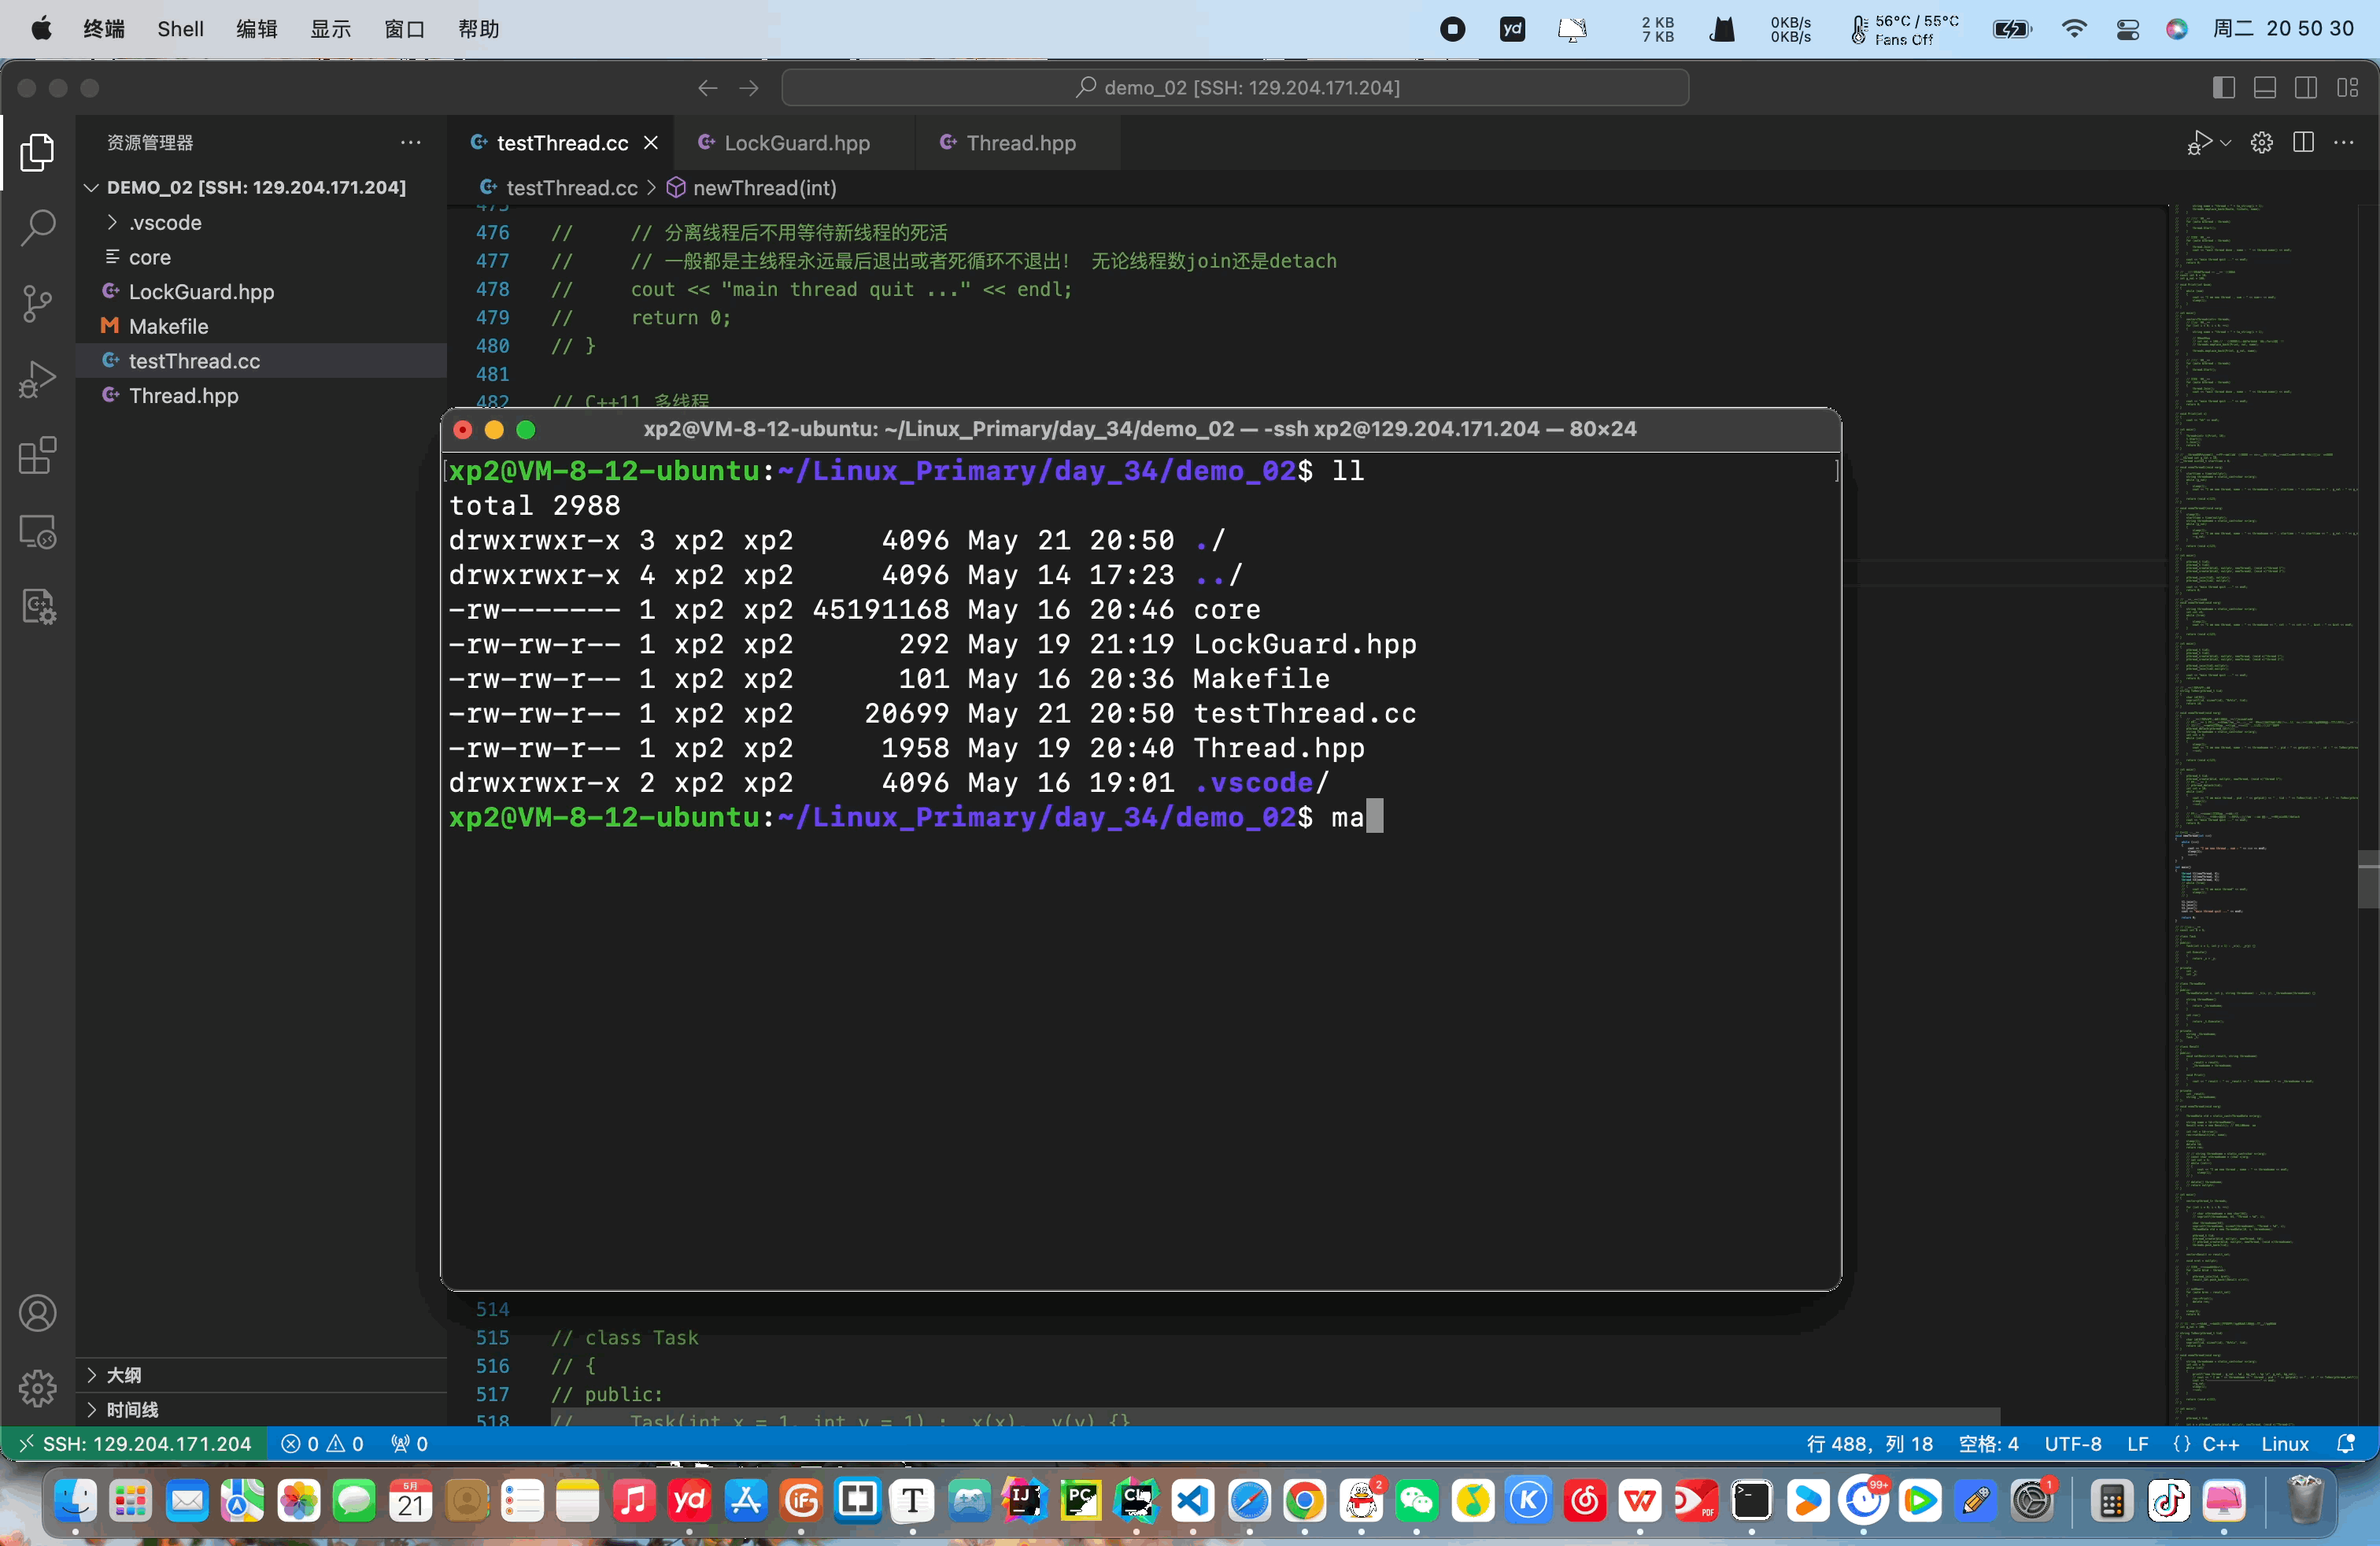 终端 Shell 编辑 显示 窗口 帮助
yd
2 KB
7 KB
0KB/s
0KB/s
56°C / 55°C
Fans Off
周二 20 50 30
demo_02 [SSH: 129.204.171.204]
资源管理器
DEMO_02 [SSH: 129.204.171.204]
.vscode
core
LockGuard.hpp
Makefile
testThread.cc
Thread.hpp
大纲
时间线
testThread.cc
LockGuard.hpp
Thread.hpp
testThread.cc > newThread(int)
475
476 // // 分离线程后不用等待新线程的死活
477 // // 一般都是主线程永远最后退出或者死循环不退出！ 无论线程数join还是detach
478 // cout << "main thread quit ..." << endl;
479 // return 0;
480 // }
481
482 // C++11 多线程
xp2@VM-8-12-ubuntu: ~/Linux_Primary/day_34/demo_02 — -ssh xp2@129.204.171.204 — 80×24
xp2@VM-8-12-ubuntu:~/Linux_Primary/day_34/demo_02$ ll
total 2988
drwxrwxr-x 3 xp2 xp2 4096 May 21 20:50 ./
drwxrwxr-x 4 xp2 xp2 4096 May 14 17:23 ../
-rw------- 1 xp2 xp2 45191168 May 16 20:46 core
-rw-rw-r-- 1 xp2 xp2 292 May 19 21:19 LockGuard.hpp
-rw-rw-r-- 1 xp2 xp2 101 May 16 20:36 Makefile
-rw-rw-r-- 1 xp2 xp2 20699 May 21 20:50 testThread.cc
-rw-rw-r-- 1 xp2 xp2 1958 May 19 20:40 Thread.hpp
drwxrwxr-x 2 xp2 xp2 4096 May 16 19:01 .vscode/
xp2@VM-8-12-ubuntu:~/Linux_Primary/day_34/demo_02$ ma
514
515 // class Task
516 // {
517 // public:
518 // Task(int x = 1, int y = 1) : _x(x), _y(y) {}
SSH: 129.204.171.204
0 0 0
行 488，列 18 空格: 4 UTF-8 LF {} C++ Linux
5月
21
yd
T
IJ
PC
CL
2
K
W
PDF
99+
1